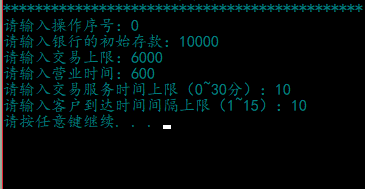 **********************************************
请输入操作序号：0
请输入银行的初始存款：10000
请输入交易上限：6000
请输入营业时间：600
请输入交易服务时间上限（0~30分）：10
请输入客户到达时间间隔上限（1~15）：10
请按任意键继续. . .